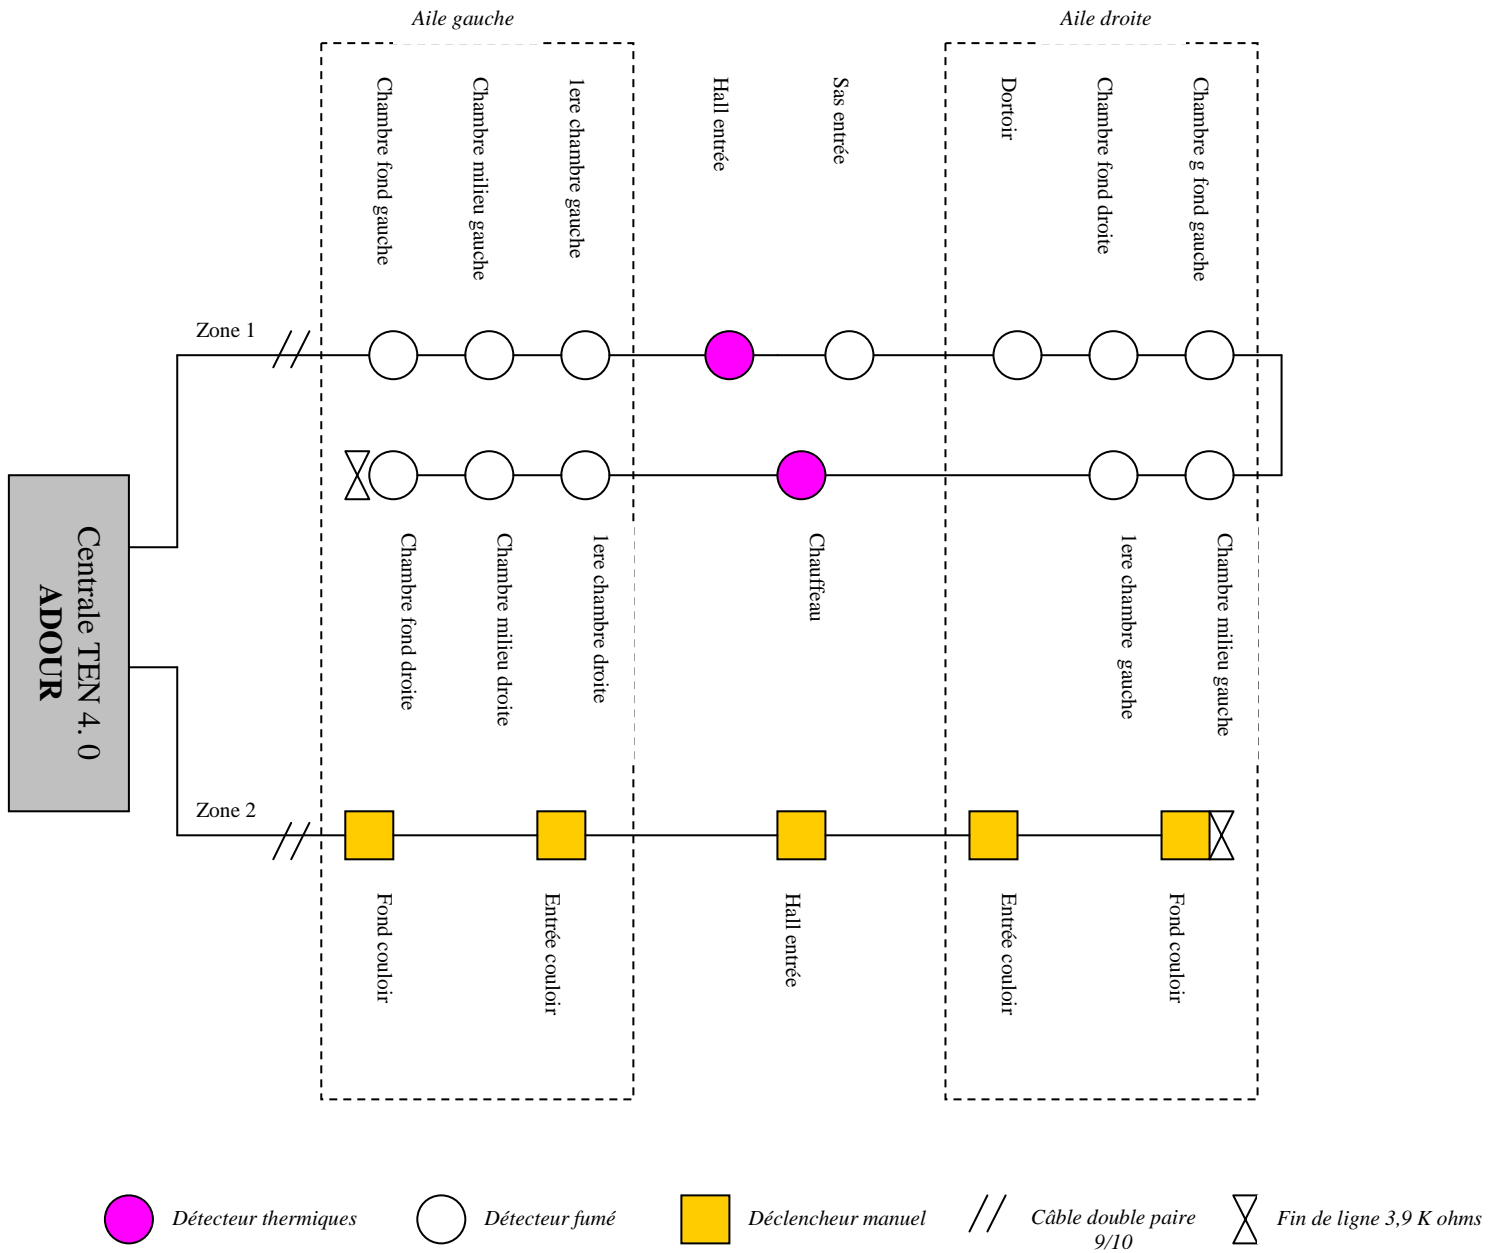 Aile gauche
Aile droite
Chambre fond gauche
Chambre milieu gauche
1ere chambre gauche
Hall entrée
Sas entrée
Dortoir
Chambre fond droite
Chambre g fond gauche
Zone 1
Centrale TEN 4. 0
ADOUR
Chambre fond droite
Chambre milieu droite
1ere chambre droite
Chauffeau
1ere chambre gauche
Chambre milieu gauche
Zone 2
Fond couloir
Entrée couloir
Hall entrée
Entrée couloir
Fond couloir
Détecteur thermiques
Détecteur fumé
Déclencheur manuel
Câble double paire
9/10
Fin de ligne 3,9 K ohms